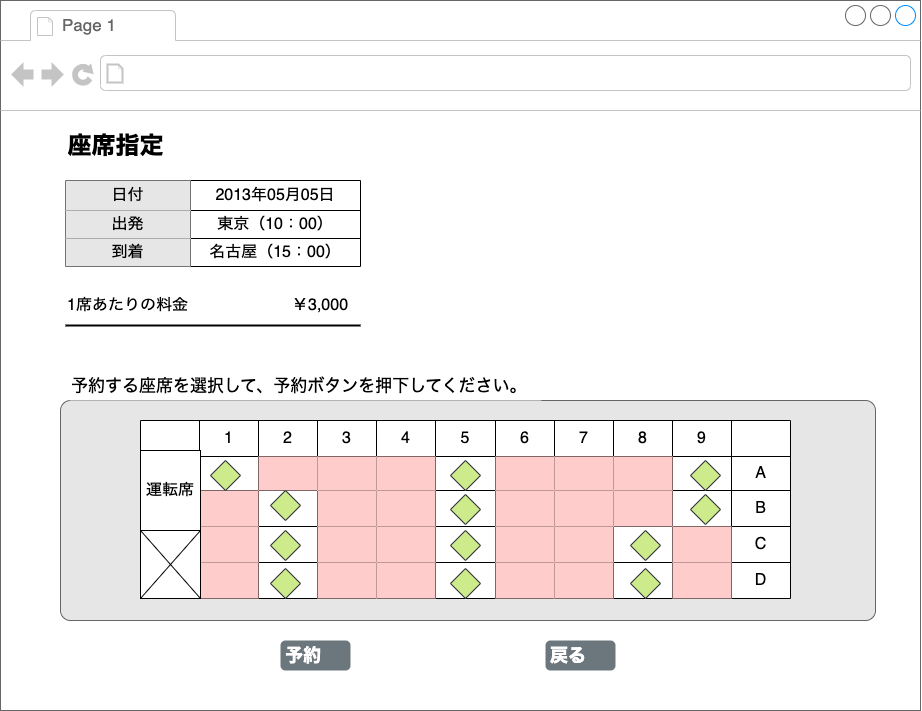 Page 1
座席指定
日付 2013年05月05日
出発 東京（10：00）
到着 名古屋（15：00）
1席あたりの料金 ￥3,000
予約する座席を選択して、予約ボタンを押下してください。
1 2 3 4 5 6 7 8 9
運転席
A
B
C
D
予約 戻る